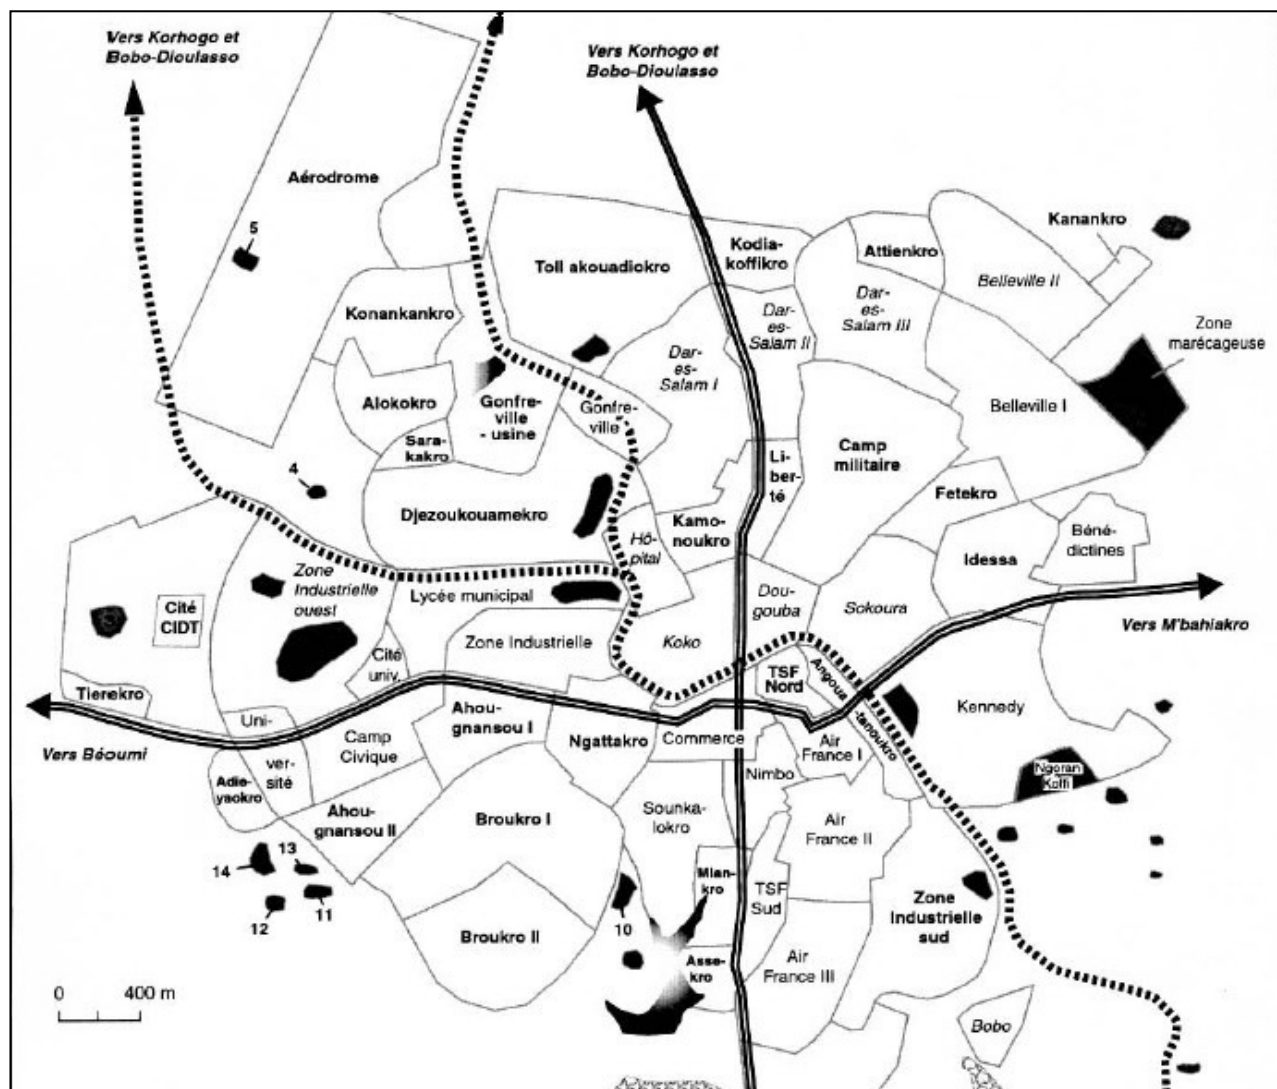 Vers Korhogo et
Bobo-Dioulasso
Vers Korhogo et
Bobo-Dioulasso
Aérodrome
5
Toll akouadiokro
Kodia-
koffikro
Attienkro
Kanankro
Belleville II
Konankankro
Dar-
es-
Salam I
Dar-
es-
Salam II
Dar-
es-
Salam III
Zone
marécageuse
Alokokro
Gonfre-
ville
- usine
Gonfre-
ville
Belleville I
Sara-
kakro
Camp
militaire
Li-
ber-
té
4
Djezoukouamekro
Fetekro
Kamo-
noukro
Hô-
pital
Idessa
Béné-
dictines
Zone
Industrielle
ouest
Lycée municipal
Dou-
gouba
Sokoura
Cité
CIDT
Vers M'bahiakro
Zone Industrielle
Koko
Cité
univ.
TSF
Nord
Angoua
-tanoukro
Tierekro
Kennedy
Uni-
ver-
sité
Vers Béoumi
Camp
Civique
Ahou-
gnansou I
Ngattakro
Commerce
Air
France I
Nimbo
Ngoran
Koffi
Adie-
yaokro
Ahou-
gnansou II
Broukro I
Sounka-
lokro
Air
France II
14
13
12
11
10
Mian-
kro
TSF
Sud
Zone
Industrielle
sud
Broukro II
Asse-
kro
Air
France III
0
400 m
Bobo